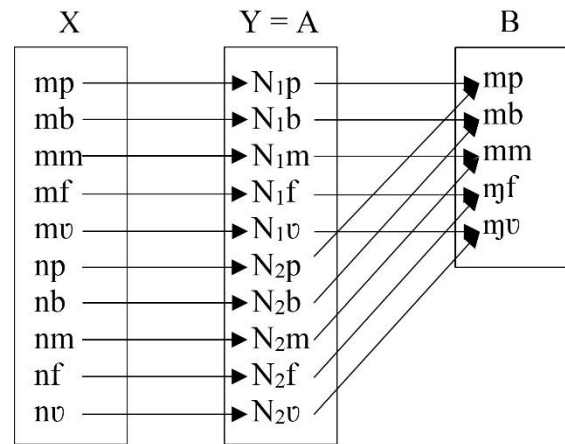 X Y = A B
mp N₁p mp
mb N₁b mb
mm N₁m mm
mf N₁f ɱf
mʋ N₁ʋ ɱʋ
np N₂p
nb N₂b
nm N₂m
nf N₂f
nʋ N₂ʋ